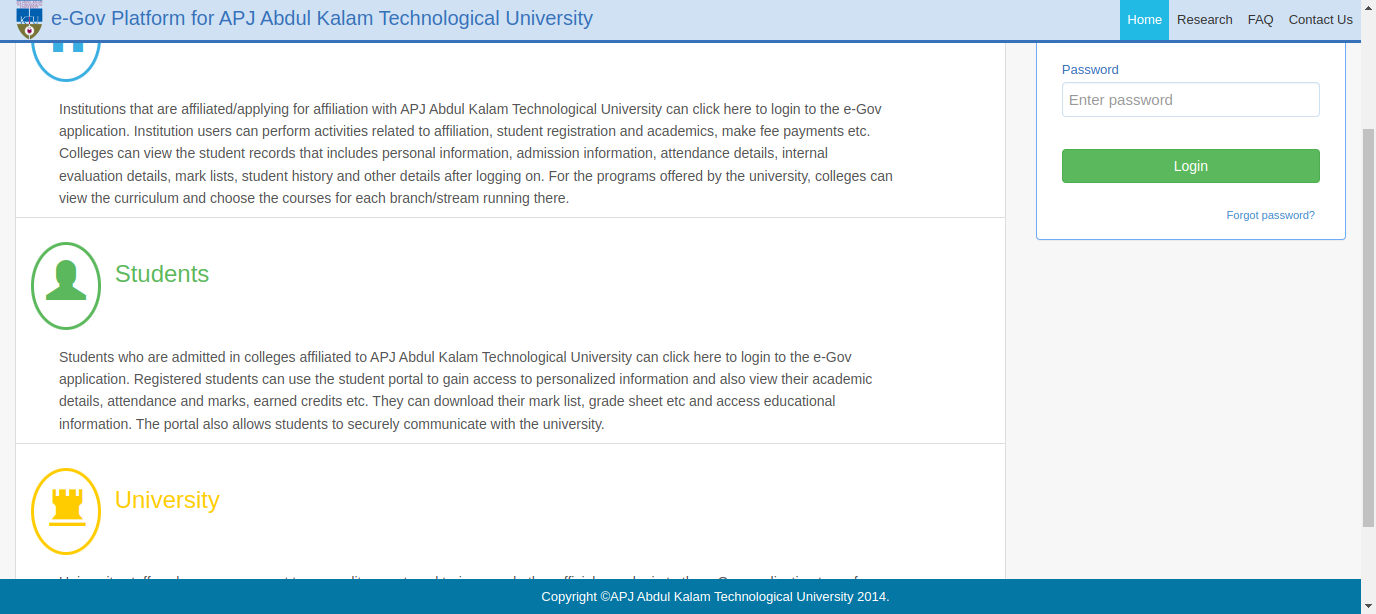 e-Gov Platform for APJ Abdul Kalam Technological University
Home Research FAQ Contact Us
Institutions that are affiliated/applying for affiliation with APJ Abdul Kalam Technological University can click here to login to the e-Gov
application. Institution users can perform activities related to affiliation, student registration and academics, make fee payments etc.
Colleges can view the student records that includes personal information, admission information, attendance details, internal
evaluation details, mark lists, student history and other details after logging on. For the programs offered by the university, colleges can
view the curriculum and choose the courses for each branch/stream running there.
Students
Students who are admitted in colleges affiliated to APJ Abdul Kalam Technological University can click here to login to the e-Gov
application. Registered students can use the student portal to gain access to personalized information and also view their academic
details, attendance and marks, earned credits etc. They can download their mark list, grade sheet etc and access educational
information. The portal also allows students to securely communicate with the university.
University
Password
Enter password
Login
Forgot password?
Copyright ©APJ Abdul Kalam Technological University 2014.